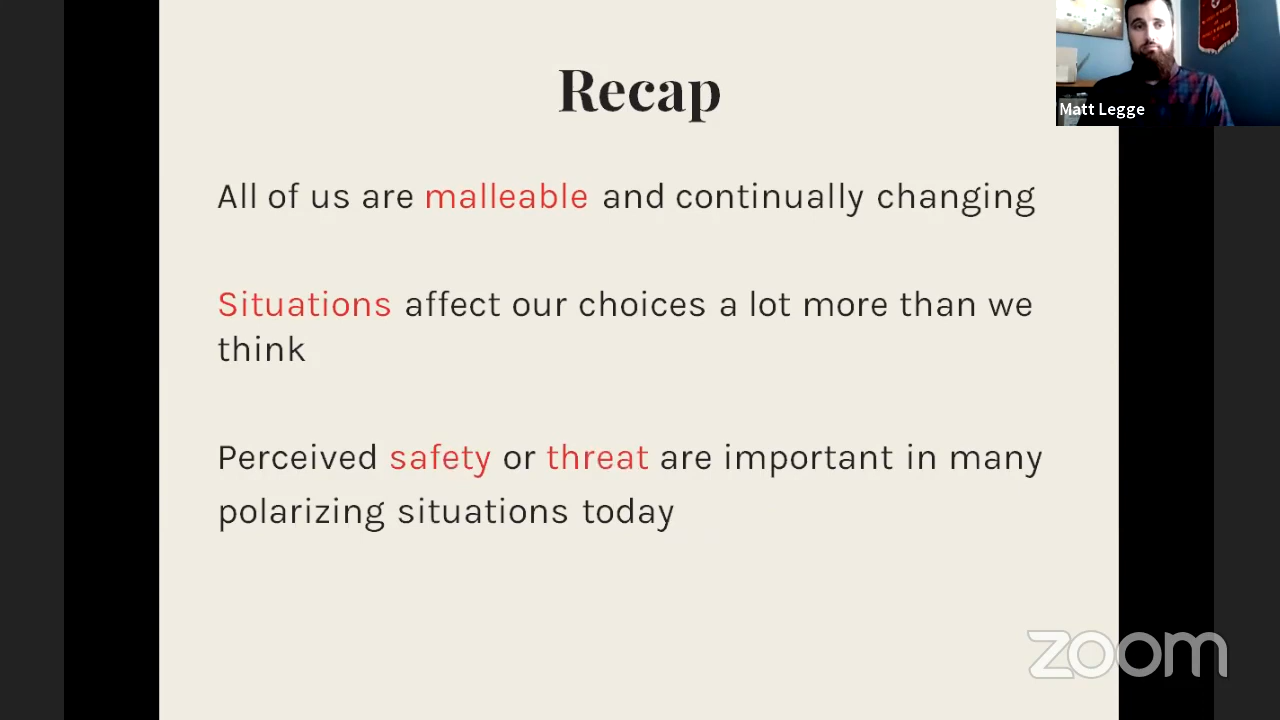 Recap
Matt Legge
All of us are malleable and continually changing
Situations affect our choices a lot more than we
think
Perceived safety or threat are important in many
polarizing situations today
zoom